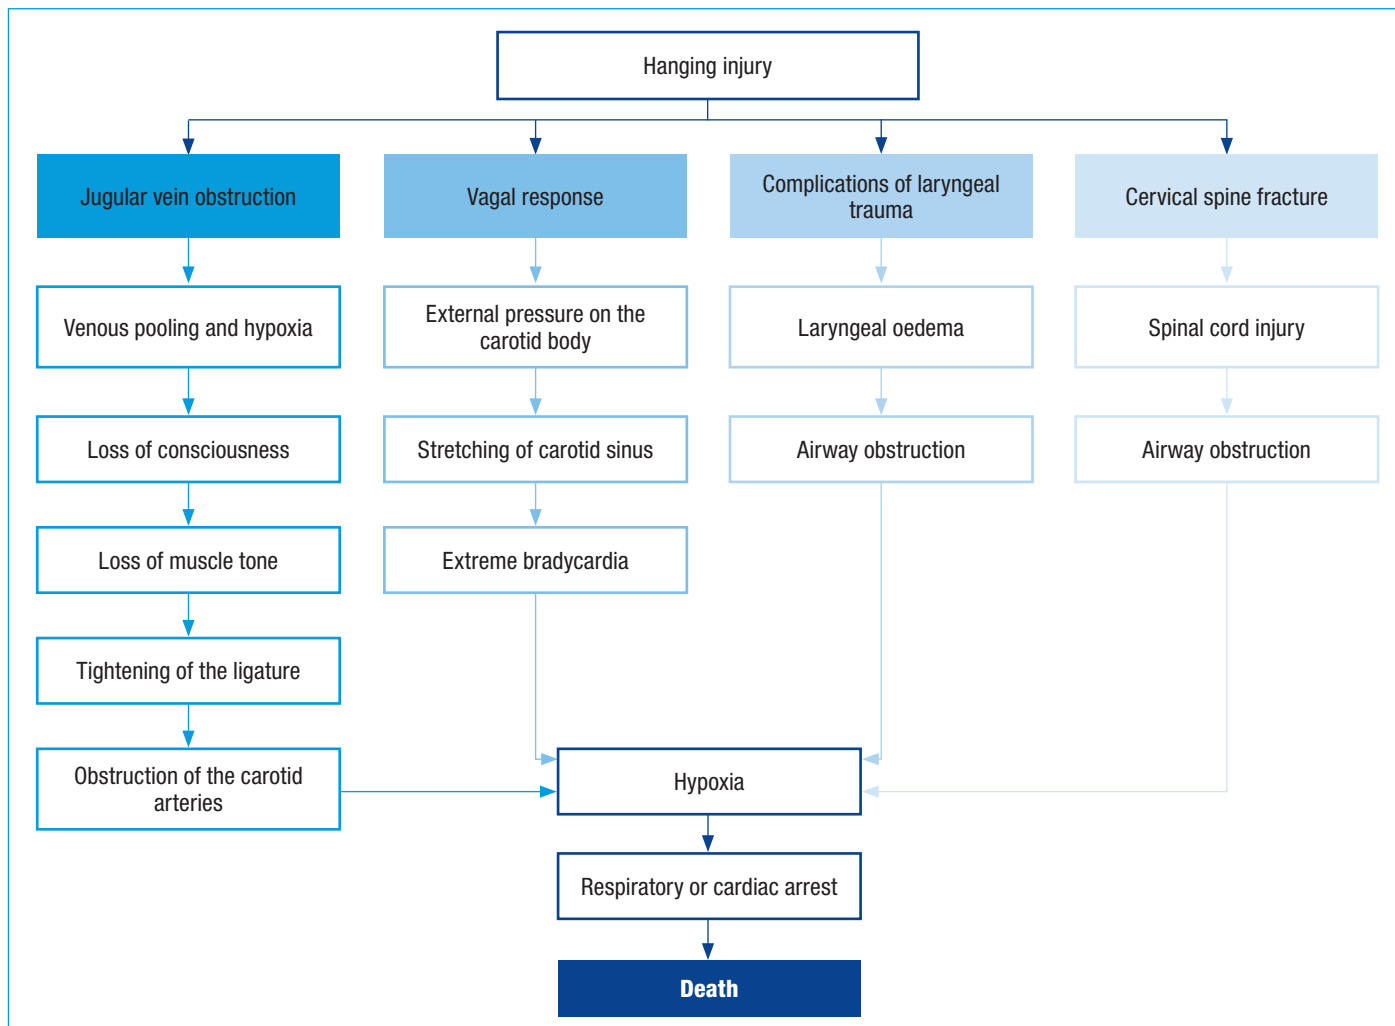 Hanging injury
Jugular vein obstruction
Vagal response
Complications of laryngeal
trauma
Cervical spine fracture
Venous pooling and hypoxia
External pressure on the
carotid body
Laryngeal oedema
Spinal cord injury
Loss of consciousness
Stretching of carotid sinus
Airway obstruction
Airway obstruction
Loss of muscle tone
Extreme bradycardia
Tightening of the ligature
Obstruction of the carotid
arteries
Hypoxia
Respiratory or cardiac arrest
Death